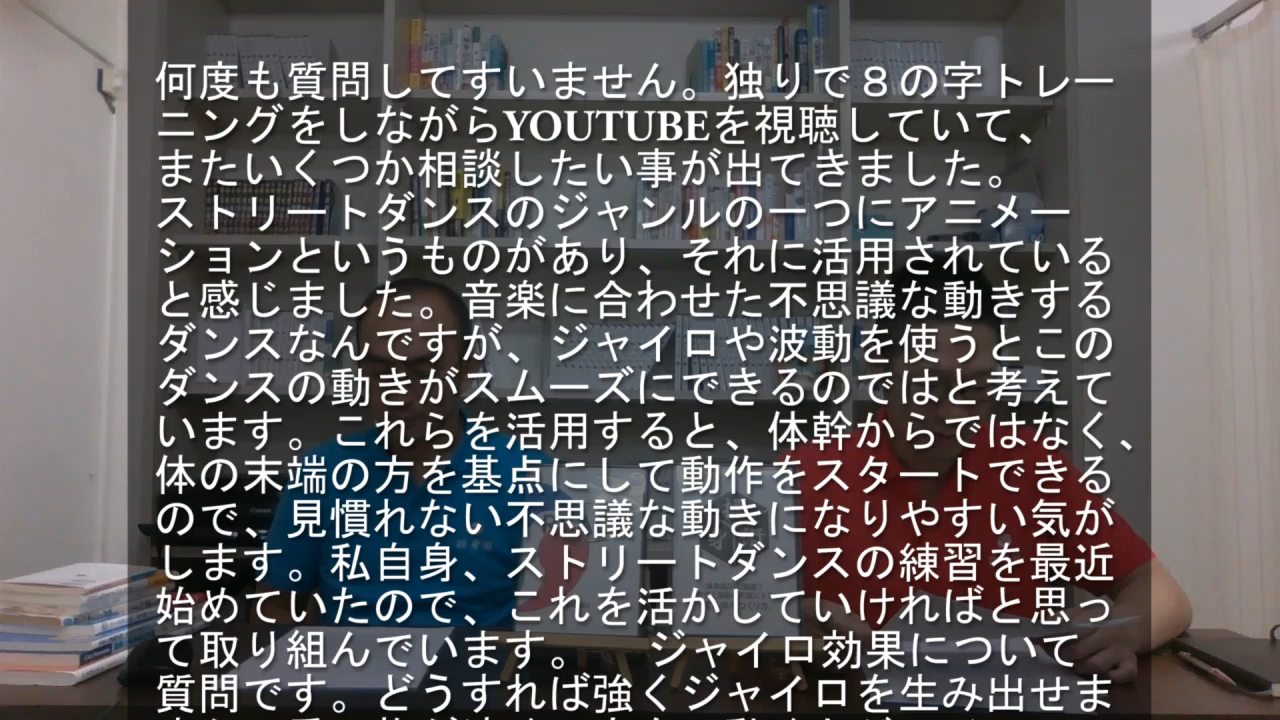 何度も質問してすいません。独りで８の字トレー
ニングをしながらYOUTUBEを視聴していて、
またいくつか相談したい事が出てきました。
ストリートダンスのジャンルの一つにアニメー
ションというものがあり、それに活用されている
と感じました。音楽に合わせた不思議な動きする
ダンスなんですが、ジャイロや波動を使うとこの
ダンスの動きがスムーズにできるのではと考えて
います。これらを活用すると、体幹からではなく、
体の末端の方を基点にして動作をスタートできる
ので、見慣れない不思議な動きになりやすい気が
します。私自身、ストリートダンスの練習を最近
始めていたので、これを活かしていければと思っ
て取り組んでいます。　ジャイロ効果について
質問です。どうすれば強くジャイロを生み出せま